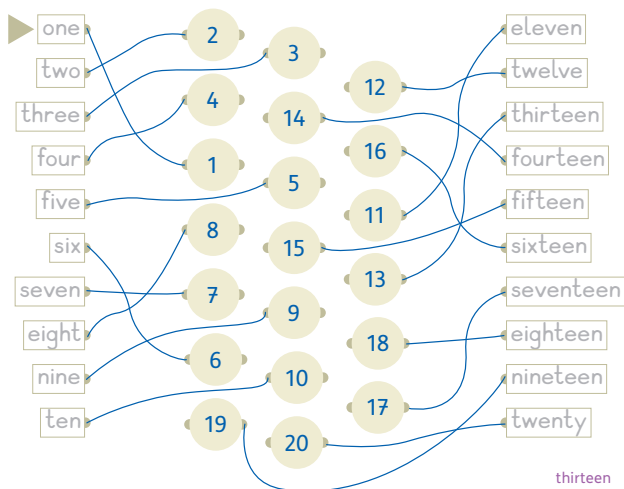 one
two
three
four
five
six
seven
eight
nine
ten
2
4
1
8
7
6
19
3
14
5
15
9
10
20
12
16
11
13
18
17
eleven
twelve
thirteen
fourteen
fifteen
sixteen
seventeen
eighteen
nineteen
twenty
thirteen